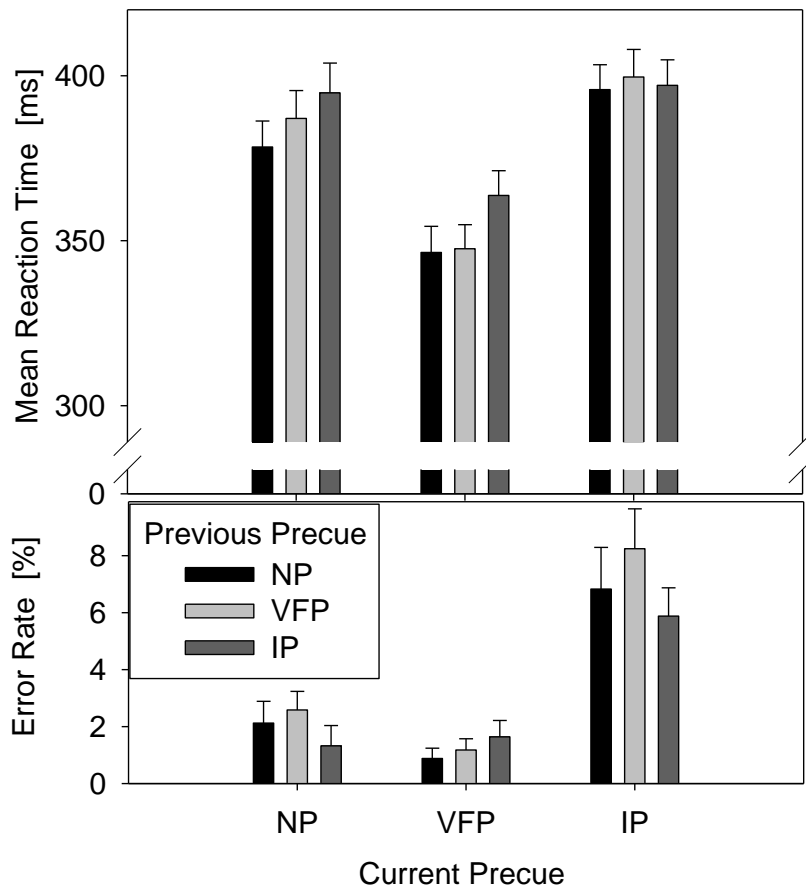 Mean Reaction Time [ms]
400
350
300
0
Error Rate [%]
8
6
4
2
0
Previous Precue
NP
VFP
IP
NP VFP IP
Current Precue